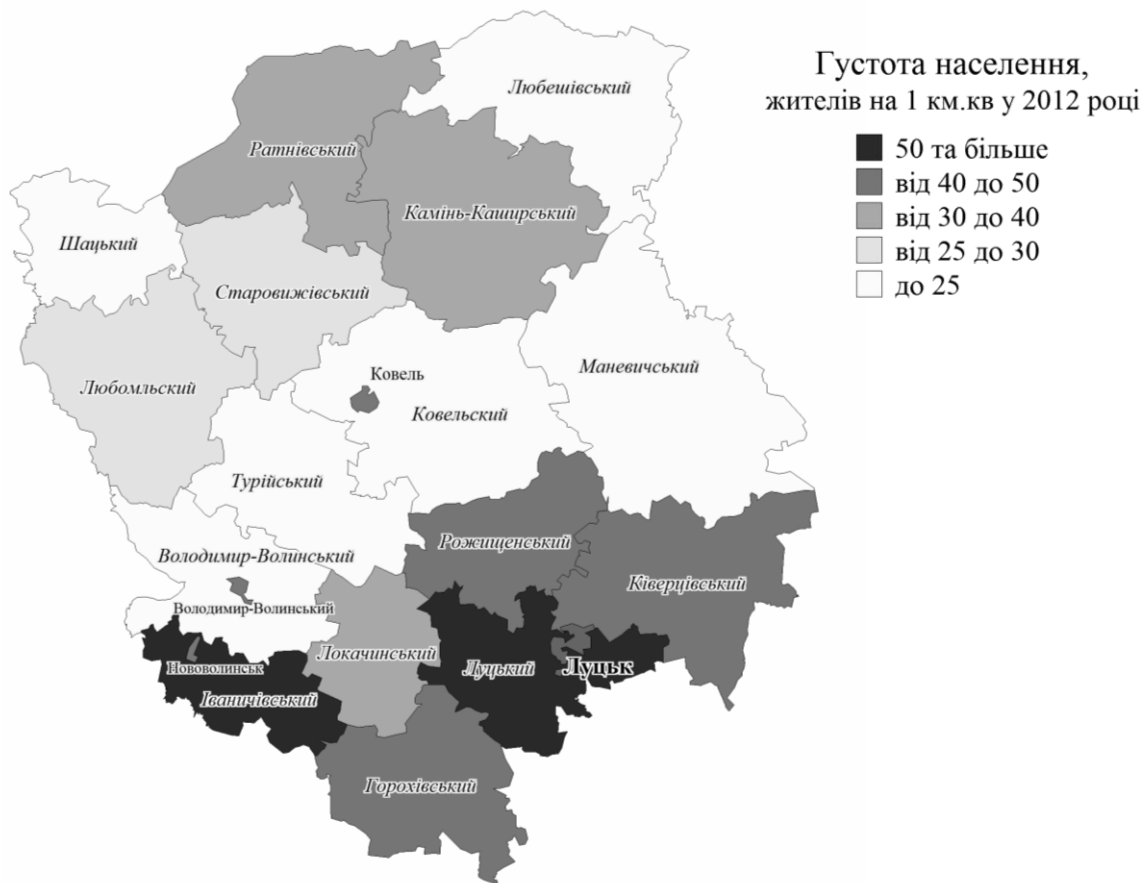 Густота населення,
жителів на 1 км.кв у 2012 році
50 та більше
від 40 до 50
від 30 до 40
від 25 до 30
до 25
Любешівський
Ратнівський
Камінь-Каширський
Шацький
Старовижівський
Маневичський
Ковель
Любомльский
Ковельский
Турійський
Рожищенський
Володимир-Волинський
Ківерцівський
Володимир-Волинський
Локачинський
Луцький
Луцьк
Нововолинськ
Іваничівський
Горохівський